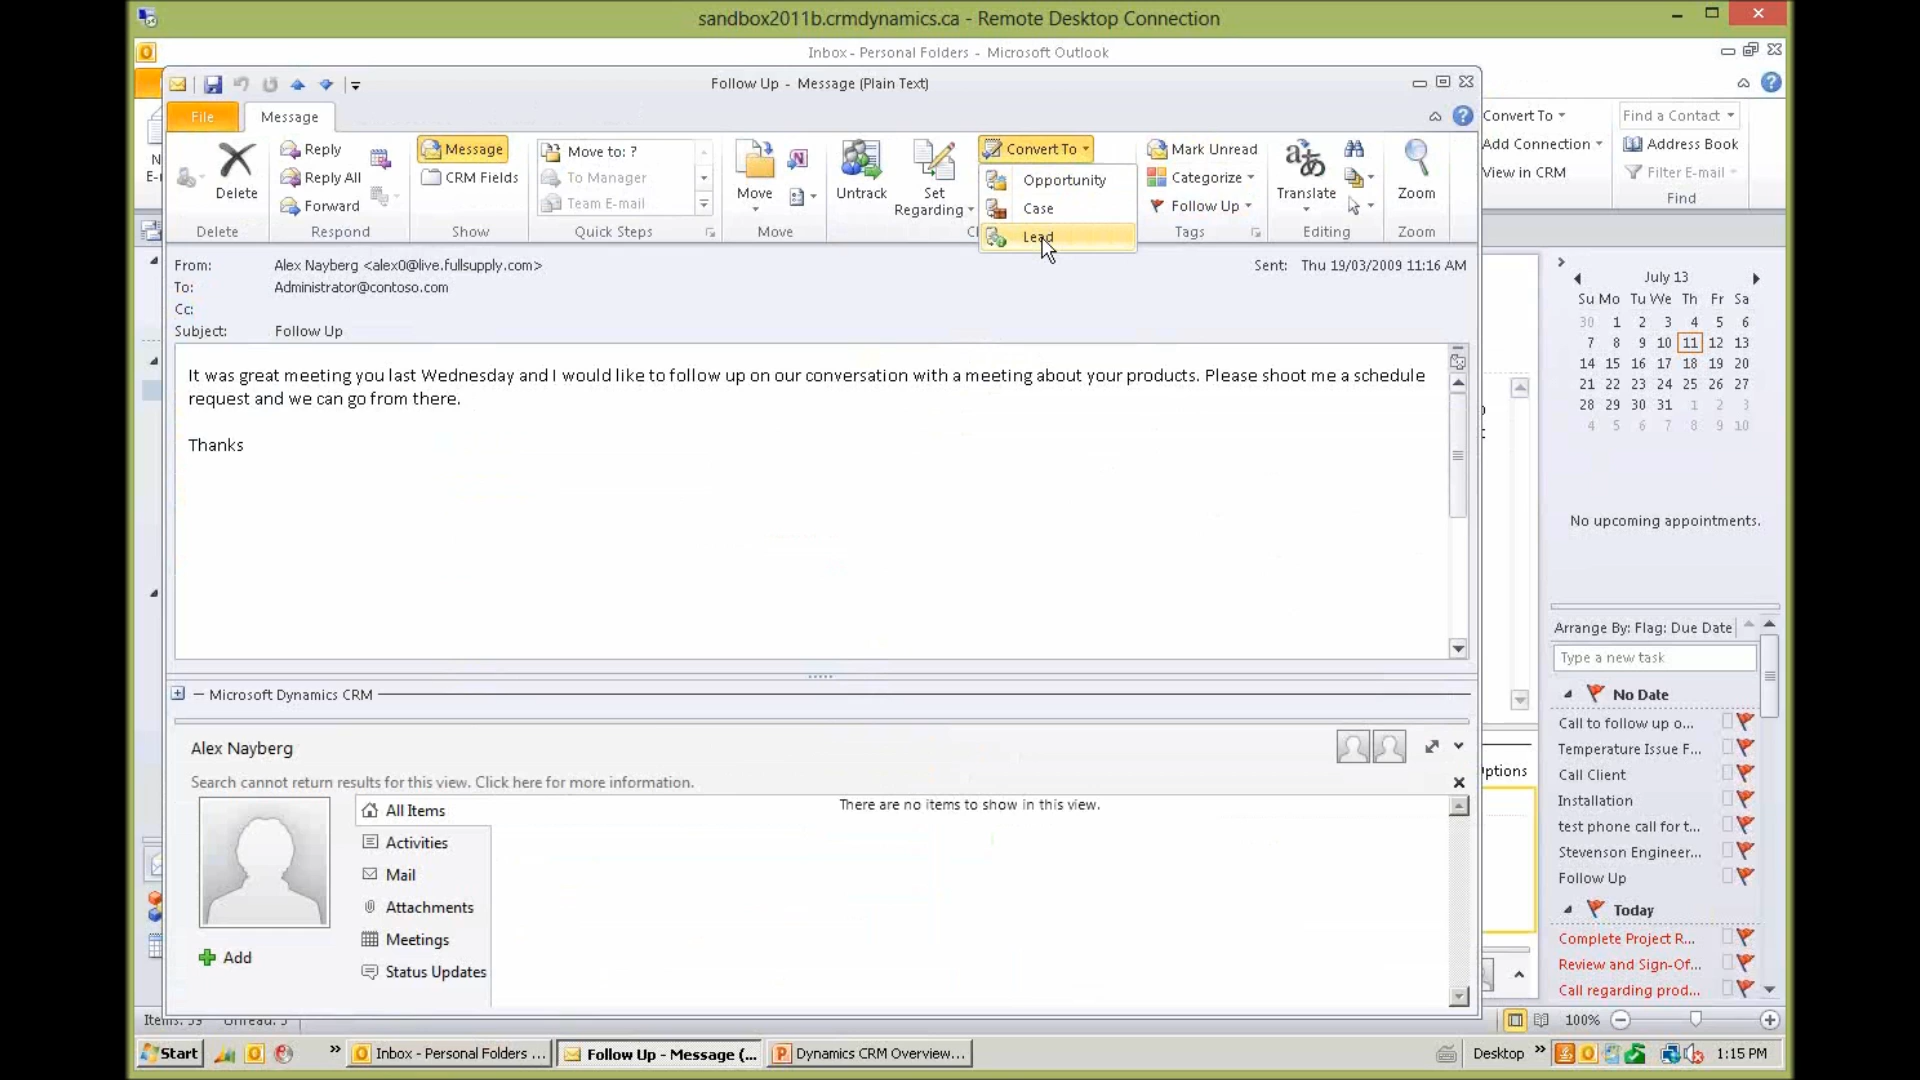 sandbox2011b.crmdynamics.ca - Remote Desktop Connection
Inbox - Personal Folders - Microsoft Outlook
Follow Up - Message (Plain Text)
File
Message
Delete
Reply
Reply All
Forward
Message
CRM Fields
Move to: ?
To Manager
Team E-mail
Move
Untrack
Set
Regarding
Convert To
Opportunity
Case
Lead
Mark Unread
Categorize
Follow Up
Translate
Zoom
Delete
Respond
Show
Quick Steps
Move
Tags
Editing
Zoom
Convert To
Add Connection
View in CRM
Find a Contact
Address Book
Filter E-mail
Find
From: Alex Nayberg <alex0@live.fullsupply.com>
Sent: Thu 19/03/2009 11:16 AM
To: Administrator@contoso.com
Cc:
Subject: Follow Up
It was great meeting you last Wednesday and I would like to follow up on our conversation with a meeting about your products. Please shoot me a schedule
request and we can go from there.
Thanks
Microsoft Dynamics CRM
Alex Nayberg
Search cannot return results for this view. Click here for more information.
All Items
Activities
Mail
Attachments
Meetings
Status Updates
There are no items to show in this view.
Add
July 13
Su Mo Tu We Th Fr Sa
30 1 2 3 4 5 6
7 8 9 10 11 12 13
14 15 16 17 18 19 20
21 22 23 24 25 26 27
28 29 30 31 1 2 3
4 5 6 7 8 9 10
No upcoming appointments.
Arrange By: Flag: Due Date
Type a new task
No Date
Call to follow up o...
Temperature Issue F...
Call Client
Installation
test phone call for t...
Stevenson Engineer...
Follow Up
Today
Complete Project R...
Review and Sign-Of...
Call regarding prod...
100%
Start
Inbox - Personal Folders ...
Follow Up - Message (...
Dynamics CRM Overview...
Desktop
1:15 PM